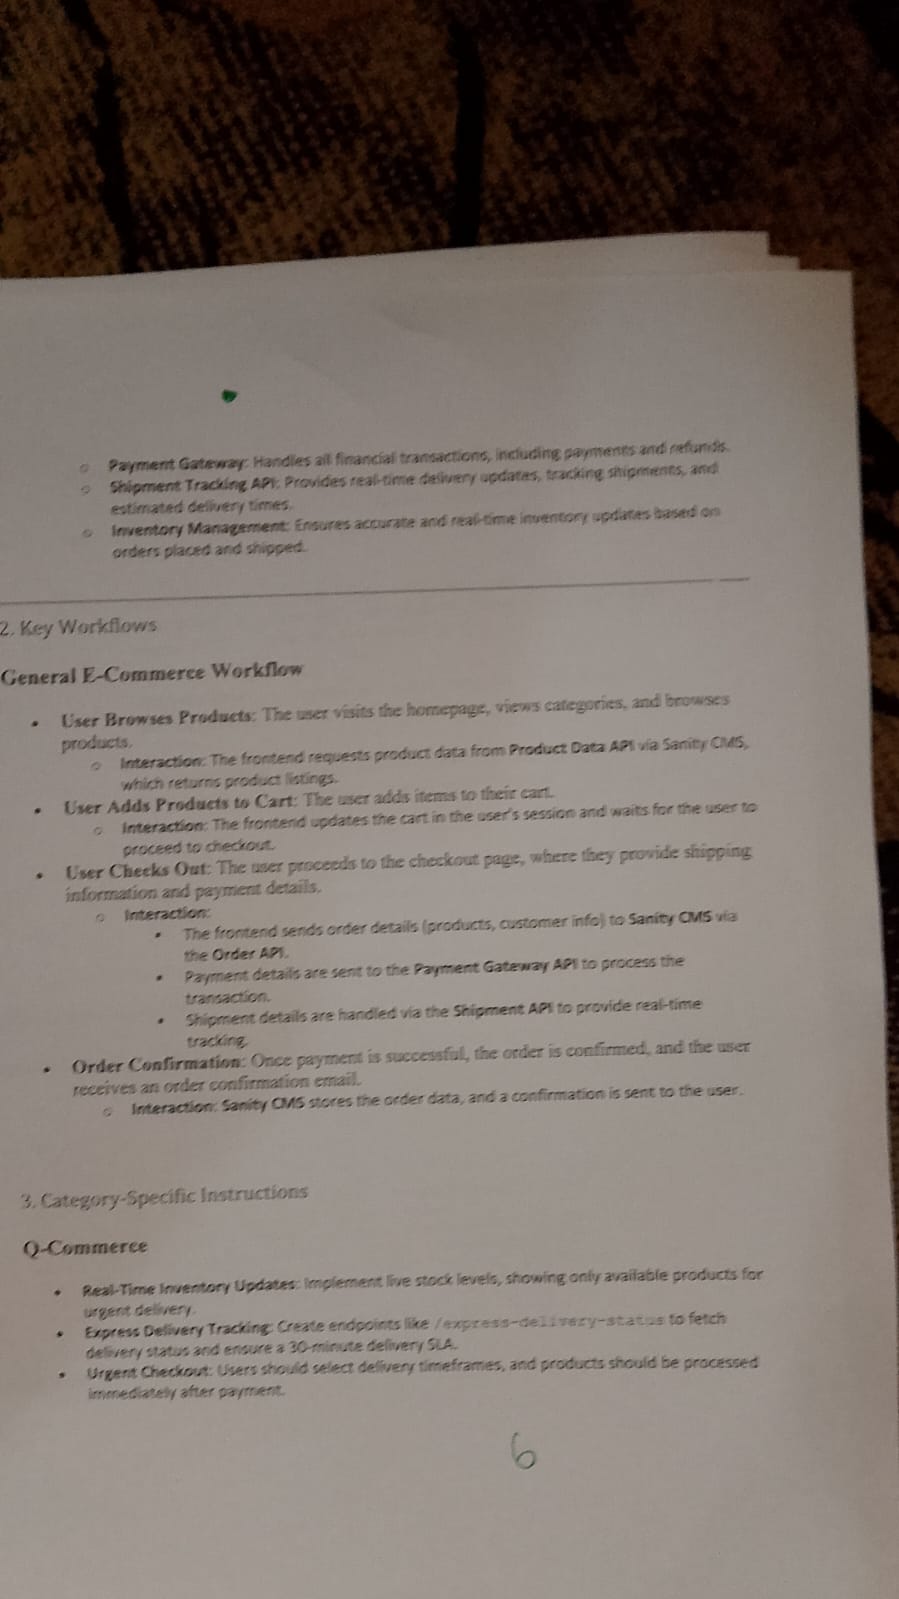 ○ Payment Gateway: Handles all financial transactions, including payments and refunds.
○ Shipment Tracking API: Provides real-time delivery updates, tracking shipments, and
estimated delivery times.
○ Inventory Management: Ensures accurate and real-time inventory updates based on
orders placed and shipped.
2. Key Workflows
General E-Commerce Workflow
• User Browses Products: The user visits the homepage, views categories, and browses
products.
○ Interaction: The frontend requests product data from Product Data API via Sanity CMS,
which returns product listings.
• User Adds Products to Cart: The user adds items to their cart.
○ Interaction: The frontend updates the cart in the user's session and waits for the user to
proceed to checkout.
• User Checks Out: The user proceeds to the checkout page, where they provide shipping
information and payment details.
○ Interaction:
▪ The frontend sends order details (products, customer info) to Sanity CMS via
the Order API.
▪ Payment details are sent to the Payment Gateway API to process the
transaction.
▪ Shipment details are handled via the Shipment API to provide real-time
tracking.
• Order Confirmation: Once payment is successful, the order is confirmed, and the user
receives an order confirmation email.
○ Interaction: Sanity CMS stores the order data, and a confirmation is sent to the user.
3. Category-Specific Instructions
Q-Commerce
• Real-Time Inventory Updates: Implement live stock levels, showing only available products for
urgent delivery.
• Express Delivery Tracking: Create endpoints like /express-delivery-status to fetch
delivery status and ensure a 30-minute delivery SLA.
• Urgent Checkout: Users should select delivery timeframes, and products should be processed
immediately after payment.
6